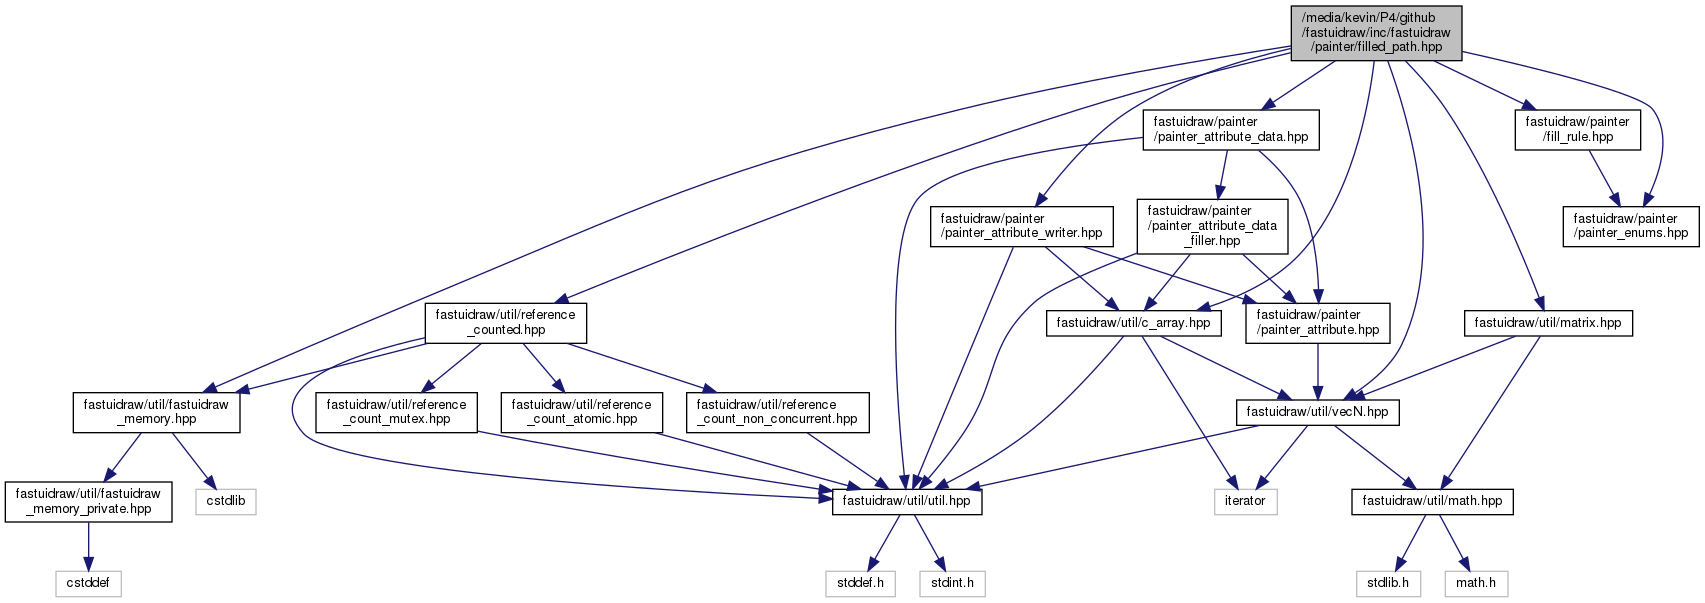 /media/kevin/P4/github
/fastuidraw/inc/fastuidraw
/painter/filled_path.hpp
fastuidraw/painter
/painter_attribute_data.hpp
fastuidraw/painter
/fill_rule.hpp
fastuidraw/painter
/painter_attribute_writer.hpp
fastuidraw/painter
/painter_attribute_data
_filler.hpp
fastuidraw/painter
/painter_enums.hpp
fastuidraw/util/reference
_counted.hpp
fastuidraw/util/c_array.hpp
fastuidraw/painter
/painter_attribute.hpp
fastuidraw/util/matrix.hpp
fastuidraw/util/fastuidraw
_memory.hpp
fastuidraw/util/reference
_count_mutex.hpp
fastuidraw/util/reference
_count_atomic.hpp
fastuidraw/util/reference
_count_non_concurrent.hpp
fastuidraw/util/vecN.hpp
fastuidraw/util/fastuidraw
_memory_private.hpp
cstdlib
fastuidraw/util/util.hpp
iterator
fastuidraw/util/math.hpp
cstddef
stddef.h
stdint.h
stdlib.h
math.h